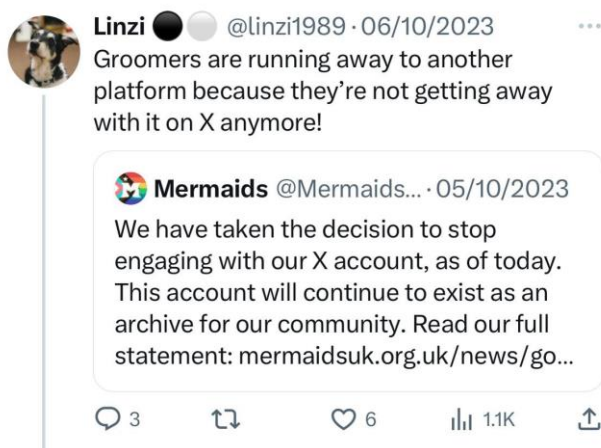 Linzi @linzi1989 · 06/10/2023
Groomers are running away to another
platform because they’re not getting away
with it on X anymore!
Mermaids @Mermaids... · 05/10/2023
We have taken the decision to stop
engaging with our X account, as of today.
This account will continue to exist as an
archive for our community. Read our full
statement: mermaidsuk.org.uk/news/go...
3 6 1.1K